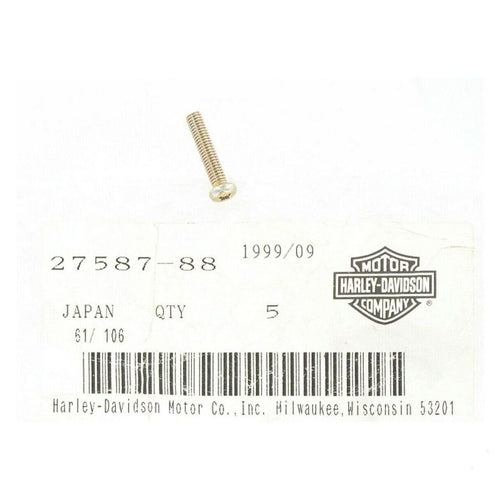 27587-88 1999/09
MOTOR
HARLEY-DAVIDSON
COMPANY
®
JAPAN QTY 5
61/ 106
Harley-Davidson Motor Co.,Inc. Milwaukee,Wisconsin 53201